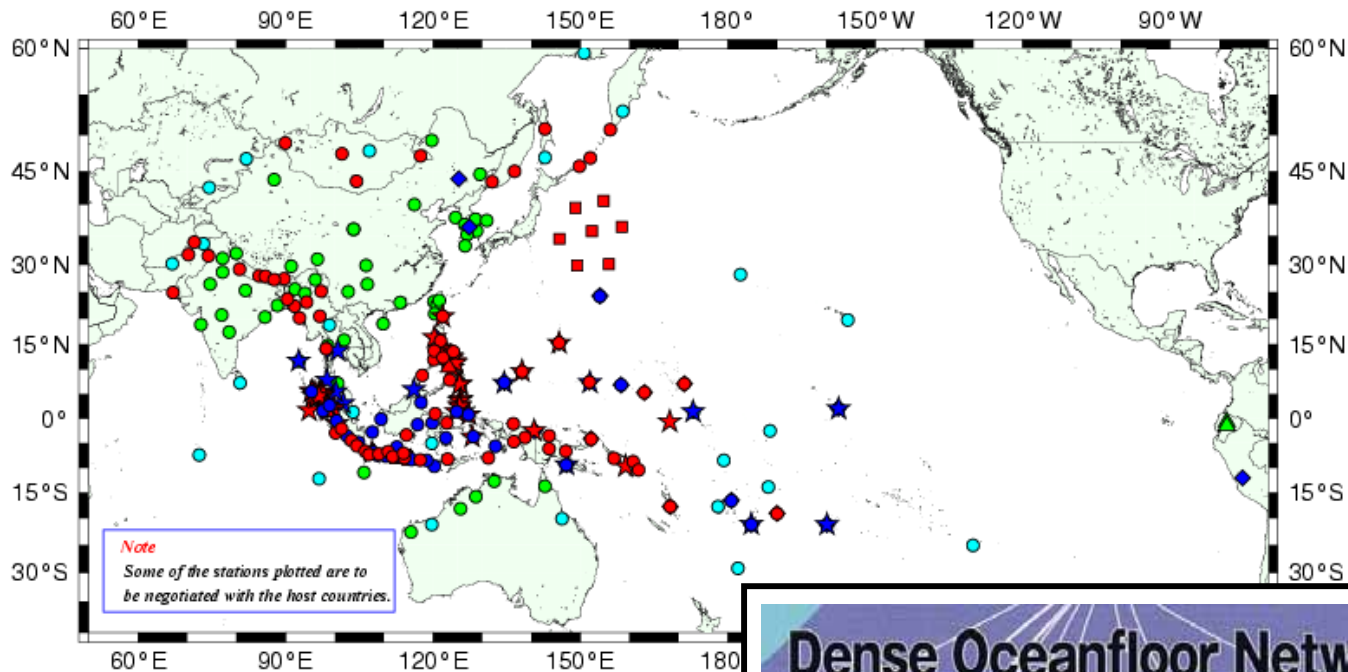 60°E 90°E 120°E 150°E 180° 150°W 120°W 90°W
60°N 60°N
45°N 45°N
30°N 30°N
15°N 15°N
0° 0°
15°S 15°S
30°S 30°S
Note
Some of the stations plotted are to
be negotiated with the host countries.
60°E 90°E 120°E 150°E 180
Dense Oceanfloor Netw